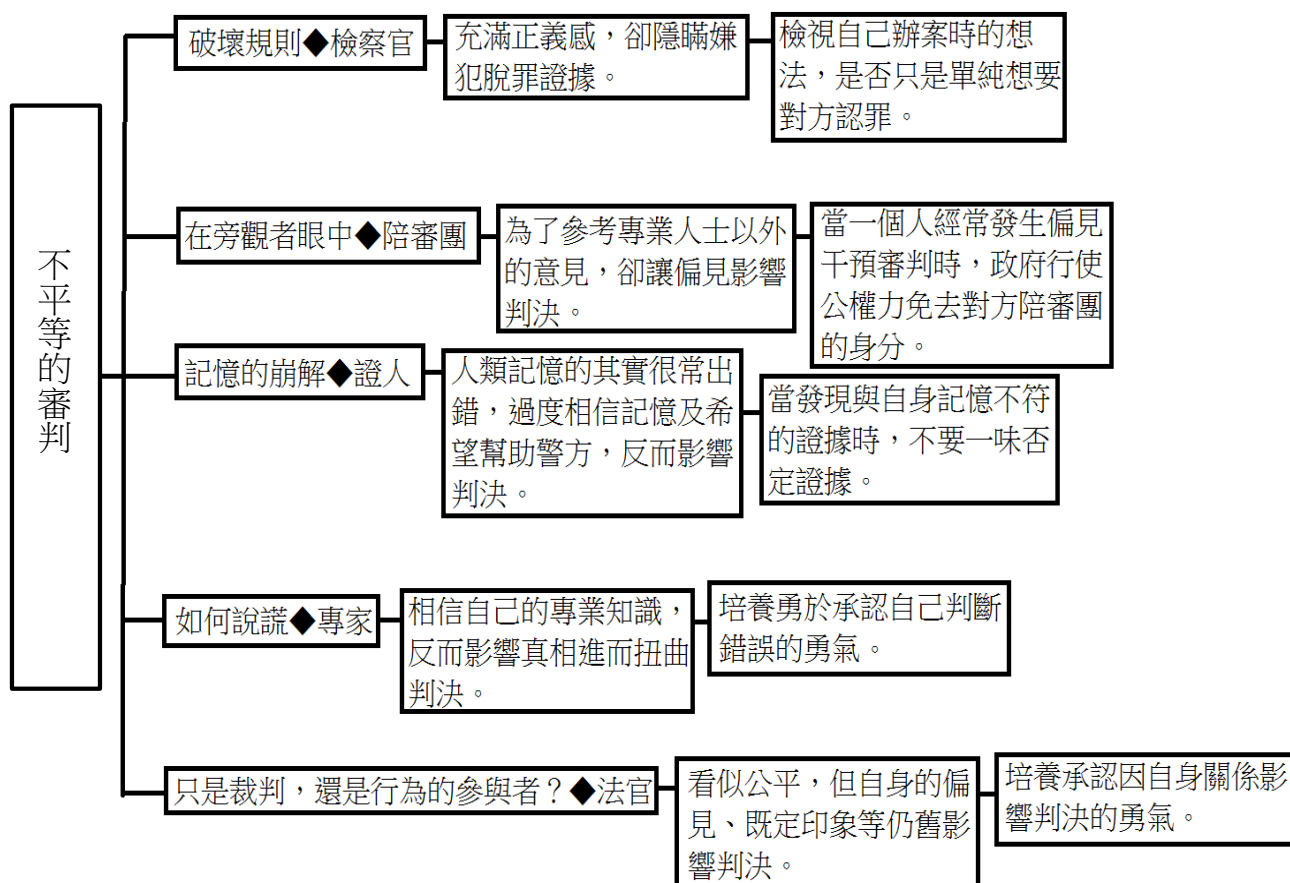 不平等的審判
破壞規則◆檢察官
充滿正義感，卻隱瞞嫌
犯脫罪證據。
檢視自己辦案時的想
法，是否只是單純想要
對方認罪。
在旁觀者眼中◆陪審團
為了參考專業人士以外
的意見，卻讓偏見影響
判決。
當一個人經常發生偏見
干預審判時，政府行使
公權力免去對方陪審團
的身分。
記憶的崩解◆證人
人類記憶的其實很常出
錯，過度相信記憶及希
望幫助警方，反而影響
判決。
當發現與自身記憶不符
的證據時，不要一味否
定證據。
如何說謊◆專家
相信自己的專業知識，
反而影響真相進而扭曲
判決。
培養勇於承認自己判斷
錯誤的勇氣。
只是裁判，還是行為的參與者？◆法官
看似公平，但自身的偏
見、既定印象等仍舊影
響判決。
培養承認因自身關係影
響判決的勇氣。